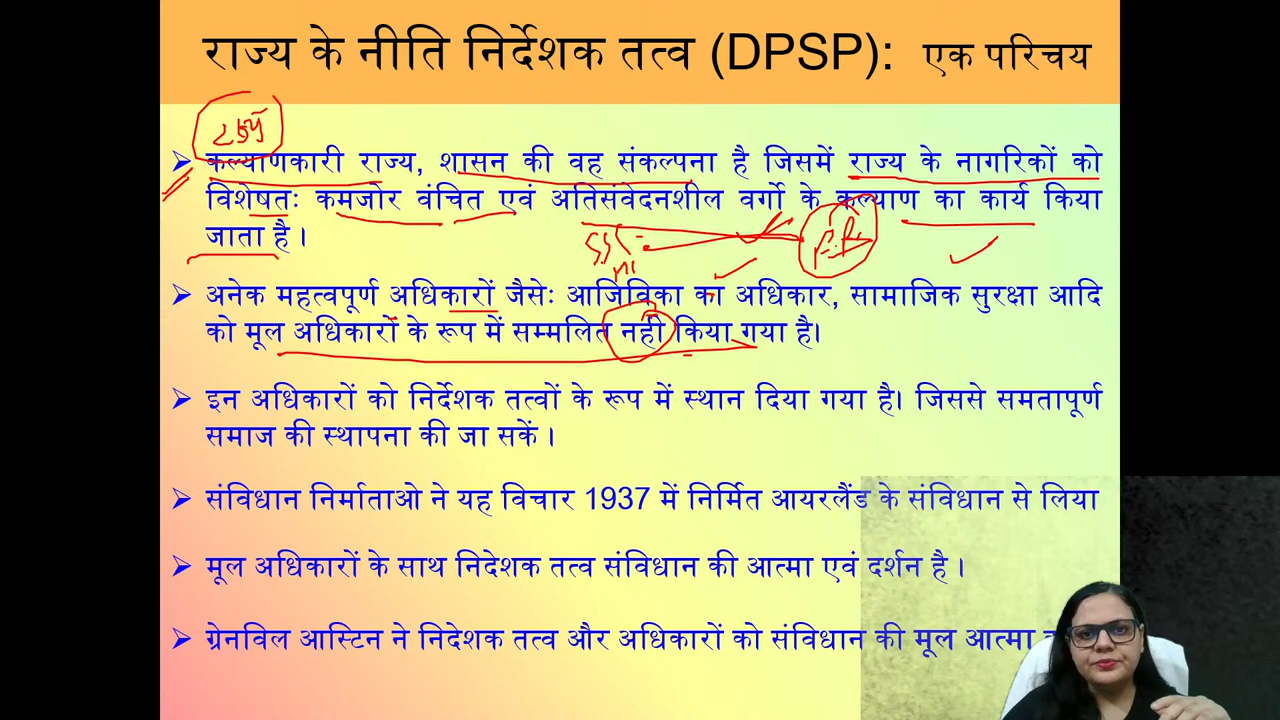 राज्य के नीति निर्देशक तत्व (DPSP): एक परिचय
राज्य
➢ कल्याणकारी राज्य, शासन की वह संकल्पना है जिसमें राज्य के नागरिकों को
विशेषतः कमजोर वंचित एवं अतिसंवेदनशील वर्गो के कल्याण का कार्य किया
जाता है।
➢ अनेक महत्वपूर्ण अधिकारों जैसेः आजिविका का अधिकार, सामाजिक सुरक्षा आदि
को मूल अधिकारों के रूप में सम्मलित नही किया गया है।
➢ इन अधिकारों को निर्देशक तत्वों के रूप में स्थान दिया गया है। जिससे समतापूर्ण
समाज की स्थापना की जा सकें।
➢ संविधान निर्माताओ ने यह विचार 1937 में निर्मित आयरलैंड के संविधान से लिया
➢ मूल अधिकारों के साथ निदेशक तत्व संविधान की आत्मा एवं दर्शन है।
➢ ग्रेनविल आस्टिन ने निदेशक तत्व और अधिकारों को संविधान की मूल आत्मा